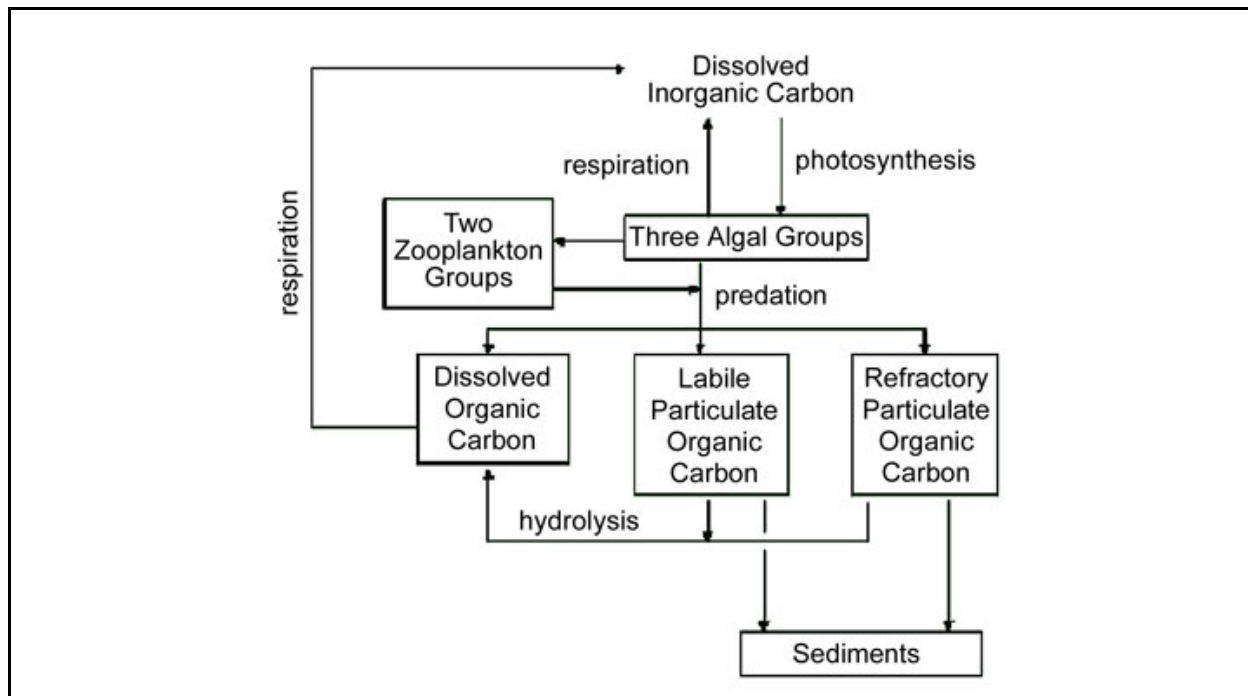 Dissolved
Inorganic Carbon
respiration
photosynthesis
respiration
Two
Zooplankton
Groups
Three Algal Groups
predation
Dissolved
Organic
Carbon
Labile
Particulate
Organic
Carbon
Refractory
Particulate
Organic
Carbon
hydrolysis
Sediments